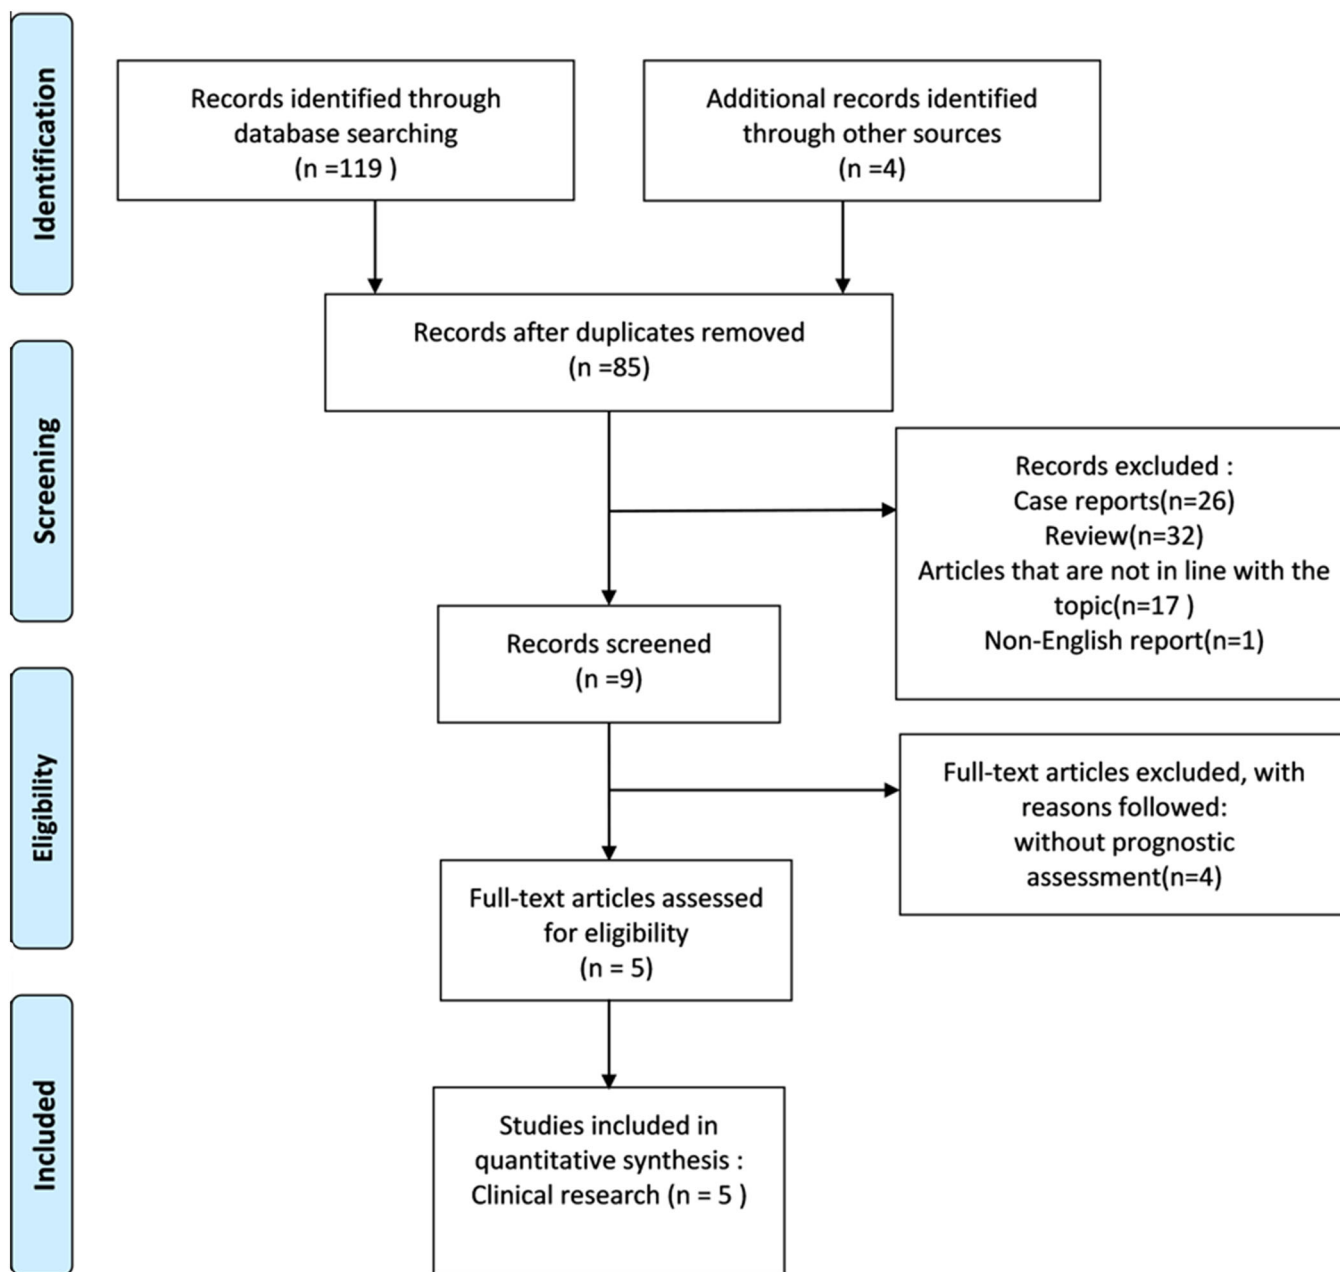 Identification
Records identified through
database searching
(n =119 )
Additional records identified
through other sources
(n =4)
Records after duplicates removed
(n =85)
Screening
Records excluded :
Case reports(n=26)
Review(n=32)
Articles that are not in line with the
topic(n=17 )
Non-English report(n=1)
Records screened
(n =9)
Eligibility
Full-text articles excluded, with
reasons followed:
without prognostic
assessment(n=4)
Full-text articles assessed
for eligibility
(n = 5)
Included
Studies included in
quantitative synthesis :
Clinical research (n = 5 )